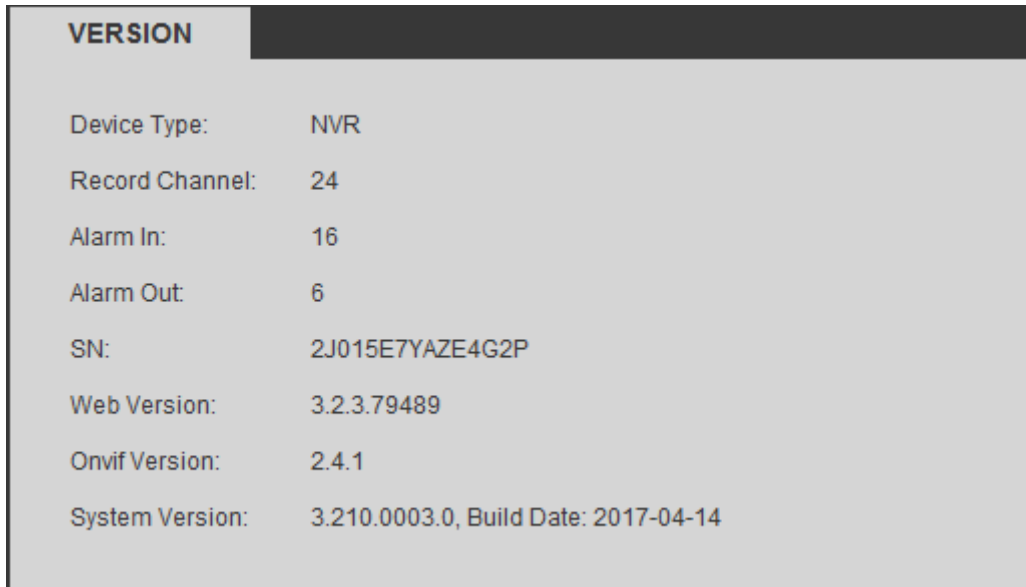 VERSION
Device Type: NVR
Record Channel: 24
Alarm In: 16
Alarm Out: 6
SN: 2J015E7YAZE4G2P
Web Version: 3.2.3.79489
Onvif Version: 2.4.1
System Version: 3.210.0003.0, Build Date: 2017-04-14